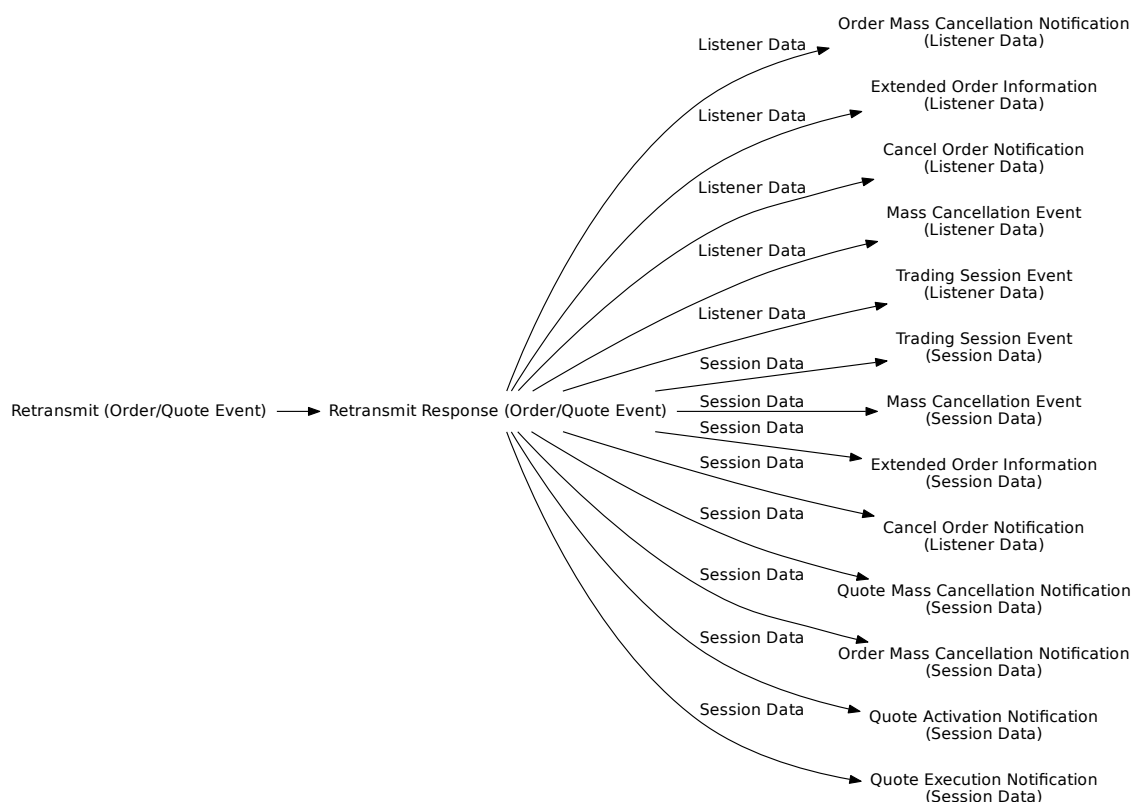 Order Mass Cancellation Notification
(Listener Data)
Listener Data
Extended Order Information
(Listener Data)
Listener Data
Cancel Order Notification
(Listener Data)
Listener Data
Mass Cancellation Event
(Listener Data)
Listener Data
Trading Session Event
(Listener Data)
Listener Data
Trading Session Event
(Session Data)
Session Data
Retransmit (Order/Quote Event)
Retransmit Response (Order/Quote Event)
Session Data
Mass Cancellation Event
(Session Data)
Session Data
Extended Order Information
(Session Data)
Session Data
Cancel Order Notification
(Listener Data)
Session Data
Quote Mass Cancellation Notification
(Session Data)
Session Data
Order Mass Cancellation Notification
(Session Data)
Session Data
Quote Activation Notification
(Session Data)
Session Data
Quote Execution Notification
(Session Data)